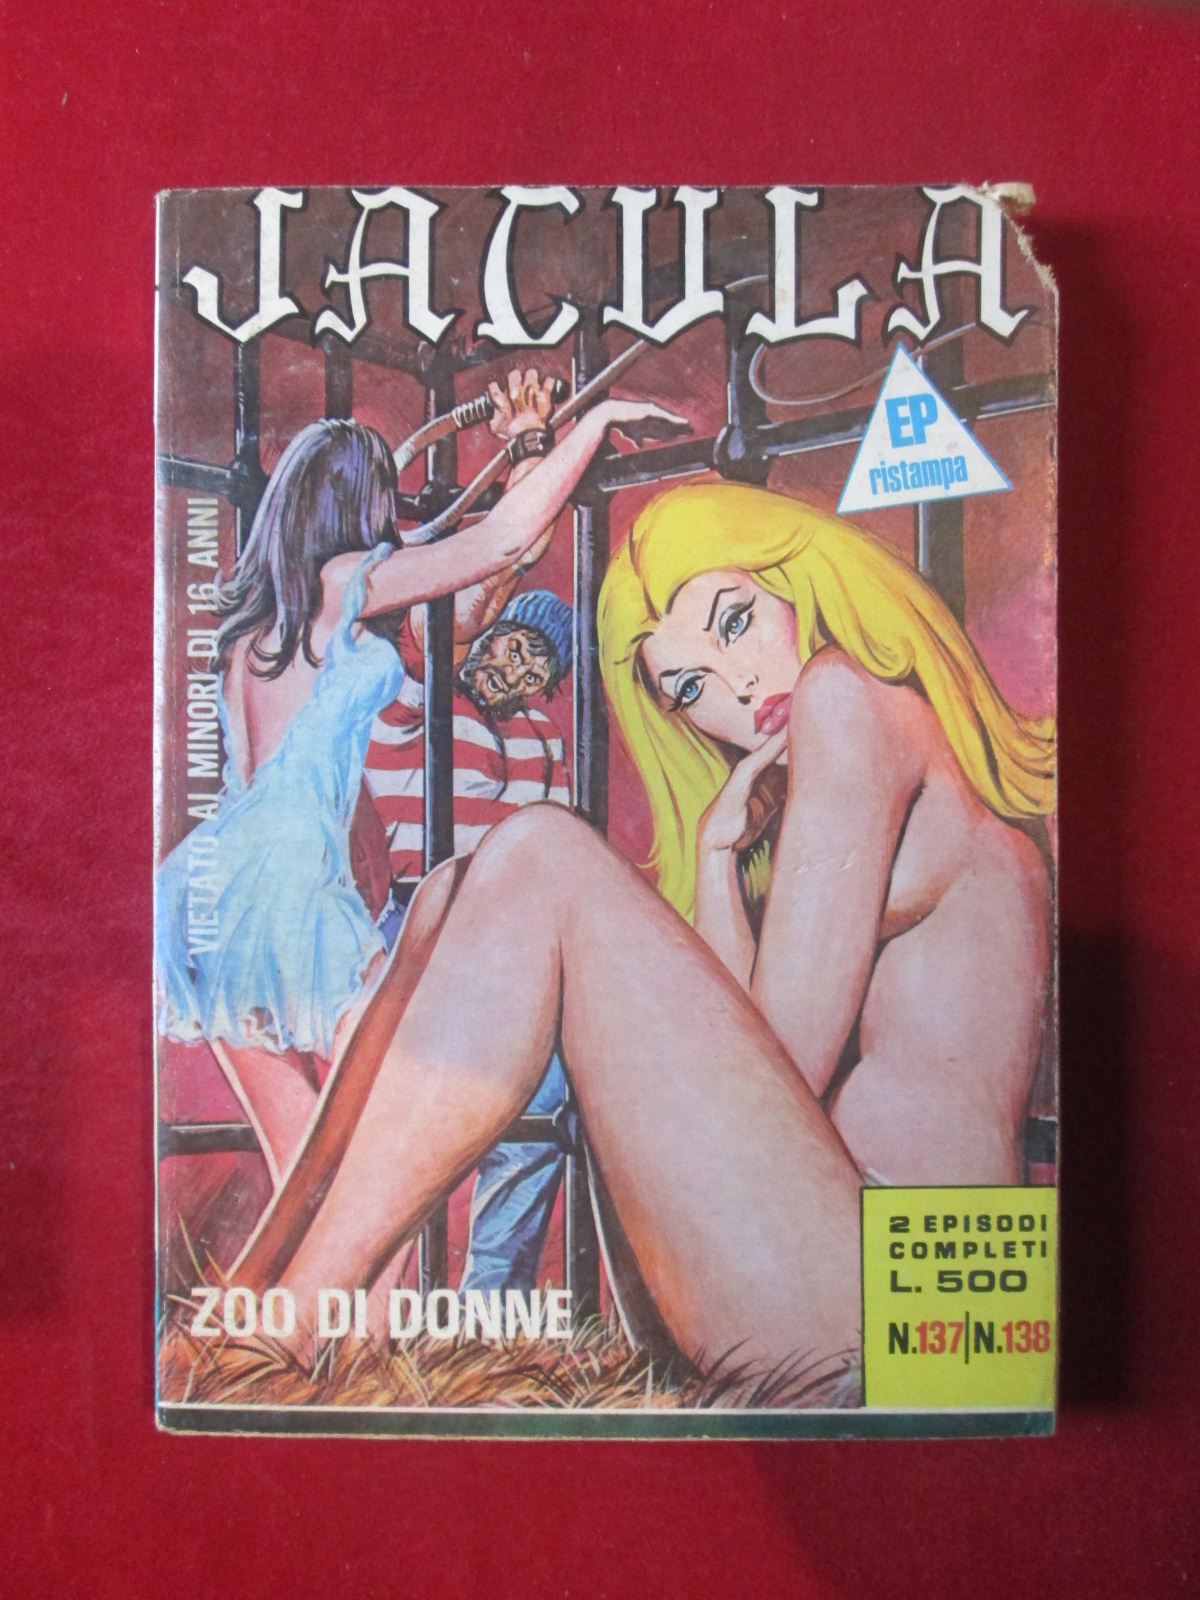 JACULA
EP
ristampa
VIETATO AI MINORI DI 16 ANNI
ZOO DI DONNE
2 EPISODI
COMPLETI
L. 500
N.137|N.138